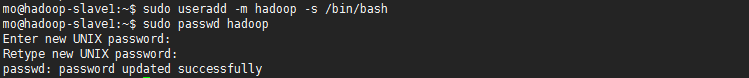 mo@hadoop-slave1:~$ sudo useradd -m hadoop -s /bin/bash
mo@hadoop-slave1:~$ sudo passwd hadoop
Enter new UNIX password:
Retype new UNIX password:
passwd: password updated successfully